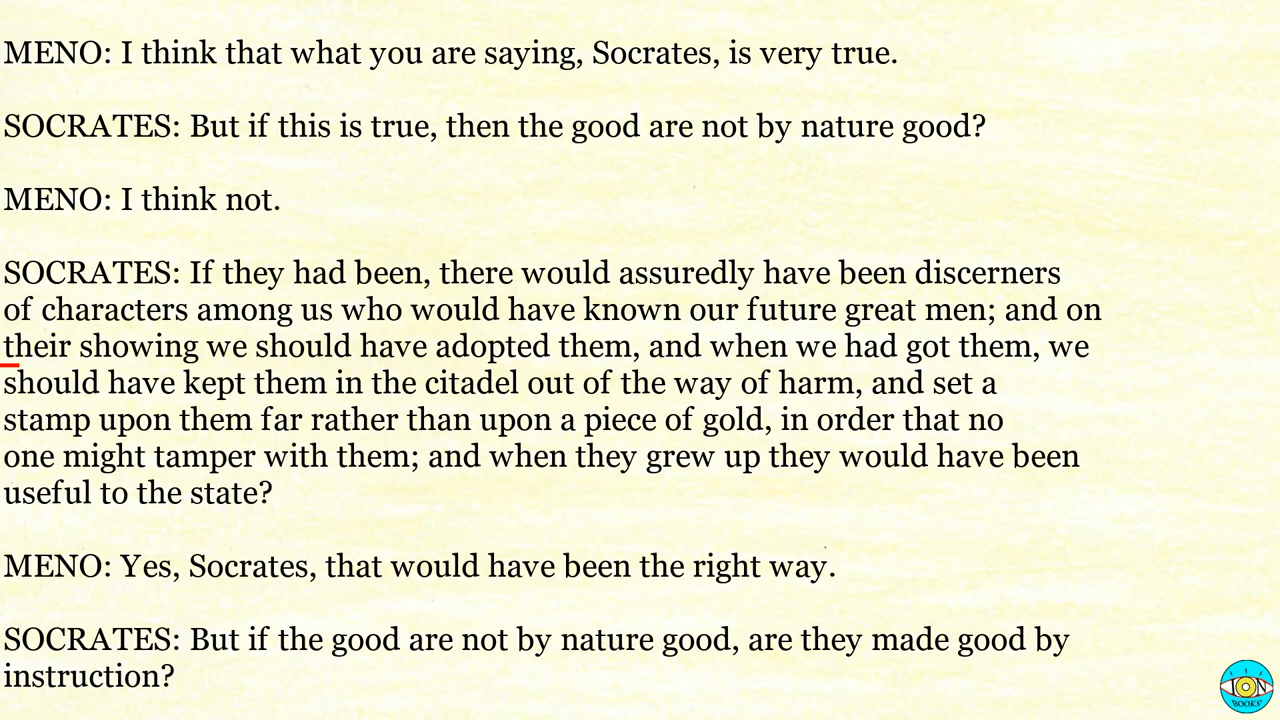 MENO: I think that what you are saying, Socrates, is very true.
SOCRATES: But if this is true, then the good are not by nature good?
MENO: I think not.
SOCRATES: If they had been, there would assuredly have been discerners
of characters among us who would have known our future great men; and on
their showing we should have adopted them, and when we had got them, we
should have kept them in the citadel out of the way of harm, and set a
stamp upon them far rather than upon a piece of gold, in order that no
one might tamper with them; and when they grew up they would have been
useful to the state?
MENO: Yes, Socrates, that would have been the right way.
SOCRATES: But if the good are not by nature good, are they made good by
instruction?
ION
BOOKS